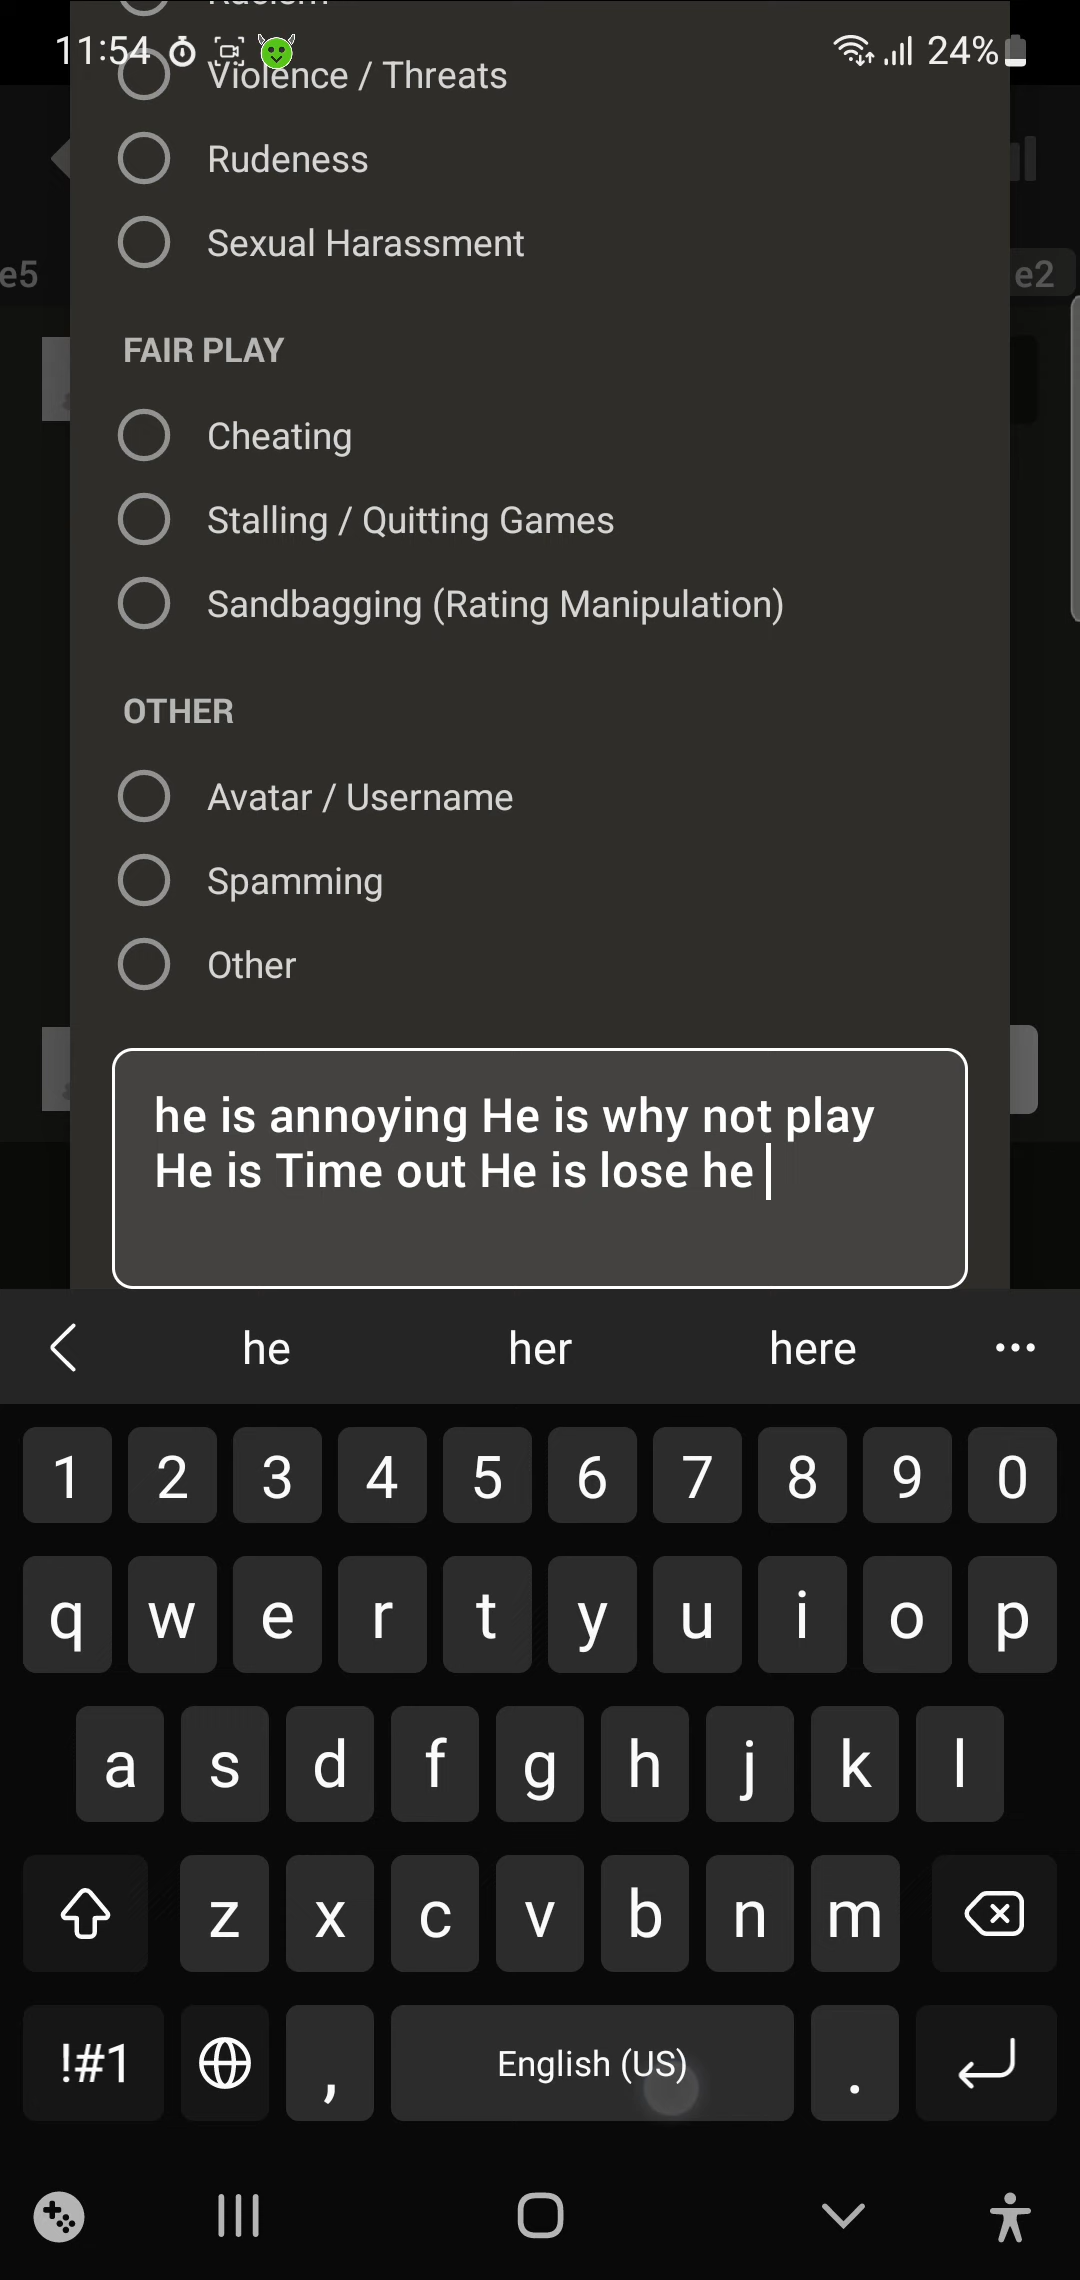 Racism
11:54 24%
Violence / Threats
Rudeness
Sexual Harassment
e5 e2
FAIR PLAY
Cheating
Stalling / Quitting Games
Sandbagging (Rating Manipulation)
OTHER
Avatar / Username
Spamming
Other
he is annoying He is why not play
He is Time out He is lose he
he her here
1 2 3 4 5 6 7 8 9 0
q w e r t y u i o p
a s d f g h j k l
z x c v b n m
!#1 , English (US) .